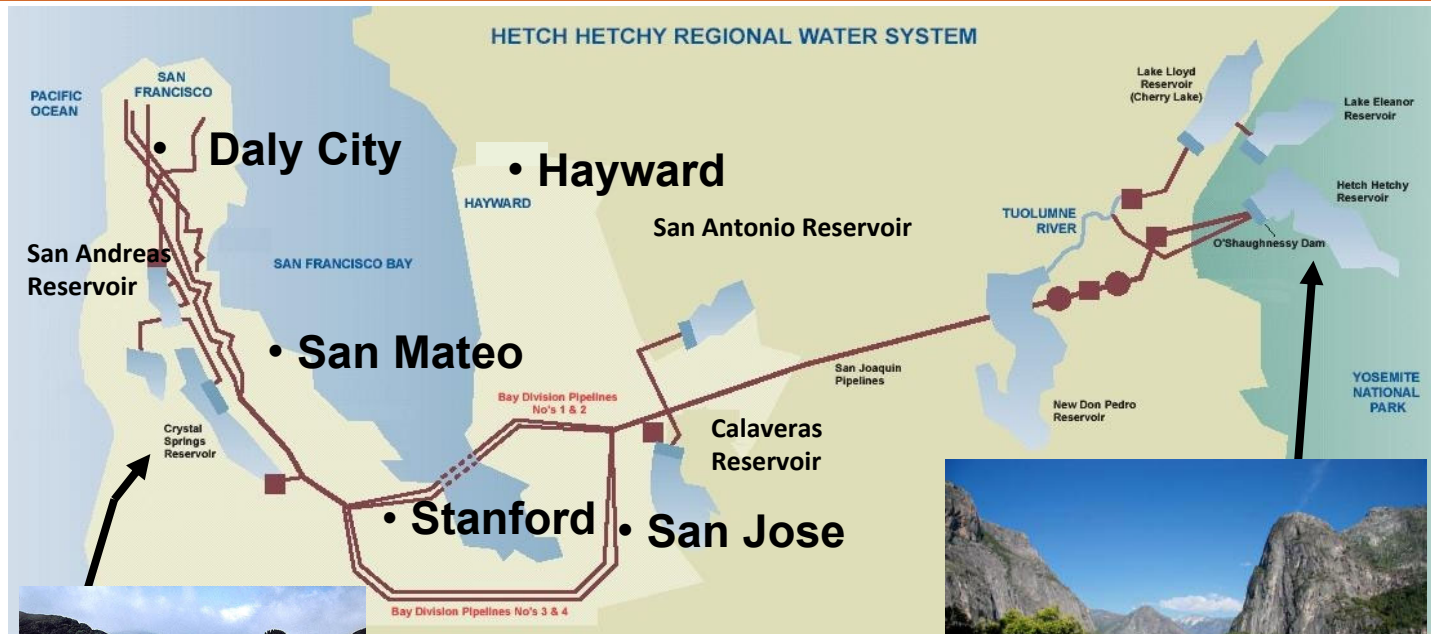 HETCH HETCHY REGIONAL WATER SYSTEM
PACIFIC
OCEAN
SAN
FRANCISCO
• Daly City
• Hayward
HAYWARD
San Antonio Reservoir
Lake Lloyd
Reservoir
(Cherry Lake)
Lake Eleanor
Reservoir
Hetch Hetchy
Reservoir
TUOLUMNE
RIVER
O'Shaughnessy Dam
San Andreas
Reservoir
SAN FRANCISCO BAY
• San Mateo
San Joaquin
Pipelines
YOSEMITE
NATIONAL
PARK
Bay Division Pipelines
No's 1 & 2
New Don Pedro
Reservoir
Crystal
Springs
Reservoir
Calaveras
Reservoir
• Stanford
• San Jose
Bay Division Pipelines No's 3 & 4